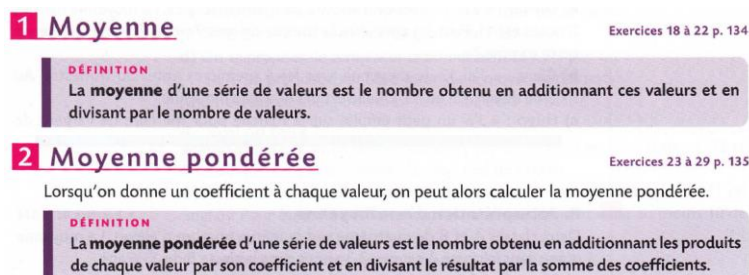 1 Moyenne Exercices 18 à 22 p. 134
DÉFINITION
La moyenne d'une série de valeurs est le nombre obtenu en additionnant ces valeurs et en
divisant par le nombre de valeurs.
2 Moyenne pondérée Exercices 23 à 29 p. 135
Lorsqu'on donne un coefficient à chaque valeur, on peut alors calculer la moyenne pondérée.
DÉFINITION
La moyenne pondérée d'une série de valeurs est le nombre obtenu en additionnant les produits
de chaque valeur par son coefficient et en divisant le résultat par la somme des coefficients.